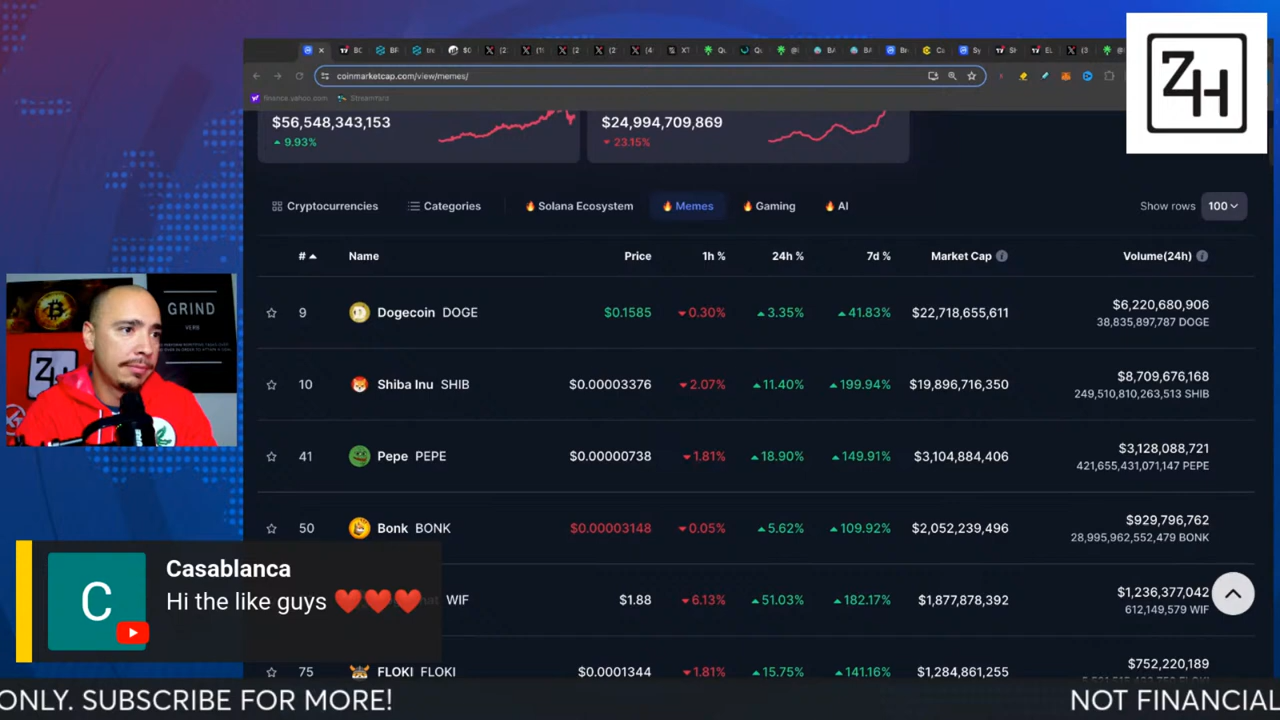 coinmarketcap.com/view/memes/
finance.yahoo.com
$56,548,343,153
9.93%
$24,994,709,869
23.15%
ZH
Cryptocurrencies
Categories
Solana Ecosystem
Memes
Gaming
AI
Show rows
100
#
Name
Price
1h %
24h %
7d %
Market Cap
Volume(24h)
9
Dogecoin DOGE
$0.1585
0.30%
3.35%
41.83%
$22,718,655,611
$6,220,680,906
38,835,897,787 DOGE
10
Shiba Inu SHIB
$0.00003376
2.07%
11.40%
199.94%
$19,896,716,350
$8,709,676,168
249,510,810,263,513 SHIB
41
Pepe PEPE
$0.00000738
1.81%
18.90%
149.91%
$3,104,884,406
$3,128,088,721
421,655,431,071,147 PEPE
50
Bonk BONK
$0.00003148
0.05%
5.62%
109.92%
$2,052,239,496
$929,796,762
28,995,962,552,479 BONK
WIF
$1.88
6.13%
51.03%
182.17%
$1,877,878,392
$1,236,377,042
612,149,579 WIF
75
FLOKI FLOKI
$0.0001344
1.81%
15.75%
141.16%
$1,284,861,255
$752,220,189
GRIND
VERB
ZH
C
Casablanca
Hi the like guys ❤️❤️❤️
ONLY. SUBSCRIBE FOR MORE!
NOT FINANCIAL